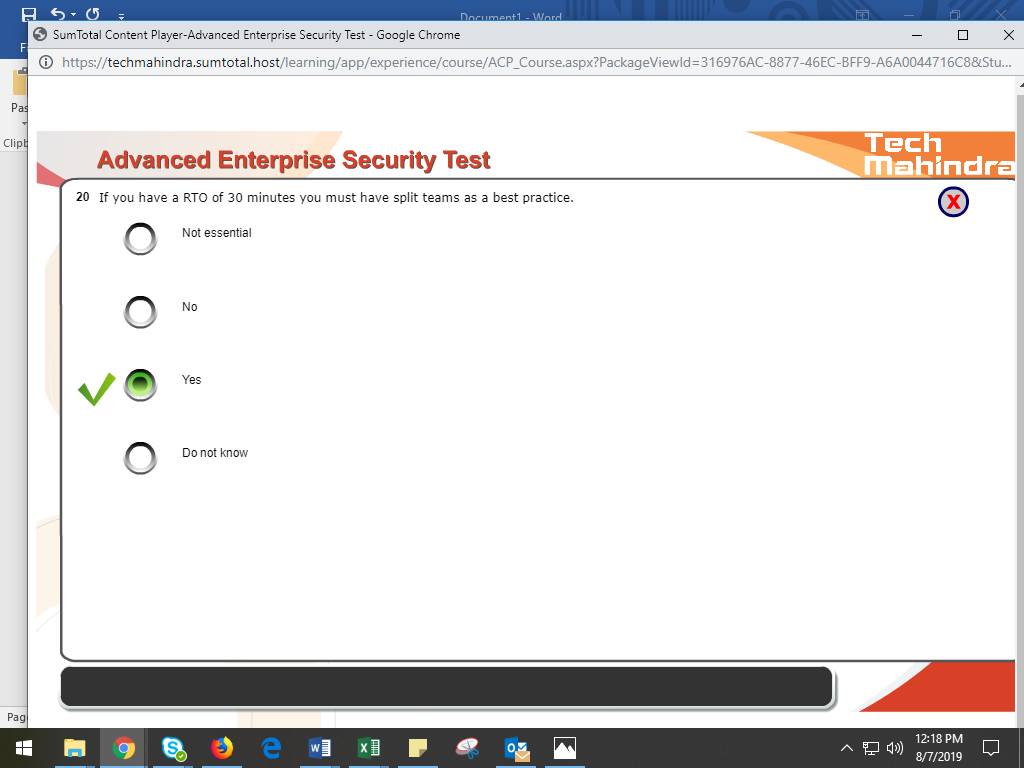 Document1 - Word
SumTotal Content Player-Advanced Enterprise Security Test - Google Chrome
https://techmahindra.sumtotal.host/learning/app/experience/course/ACP_Course.aspx?PackageViewId=316976AC-8877-46EC-BFF9-A6A0044716C8&Stu...
F
Pas
Clipb
Tech
Mahindra
Advanced Enterprise Security Test
20 If you have a RTO of 30 minutes you must have split teams as a best practice.
X
Not essential
No
Yes
Do not know
Page
12:18 PM
8/7/2019